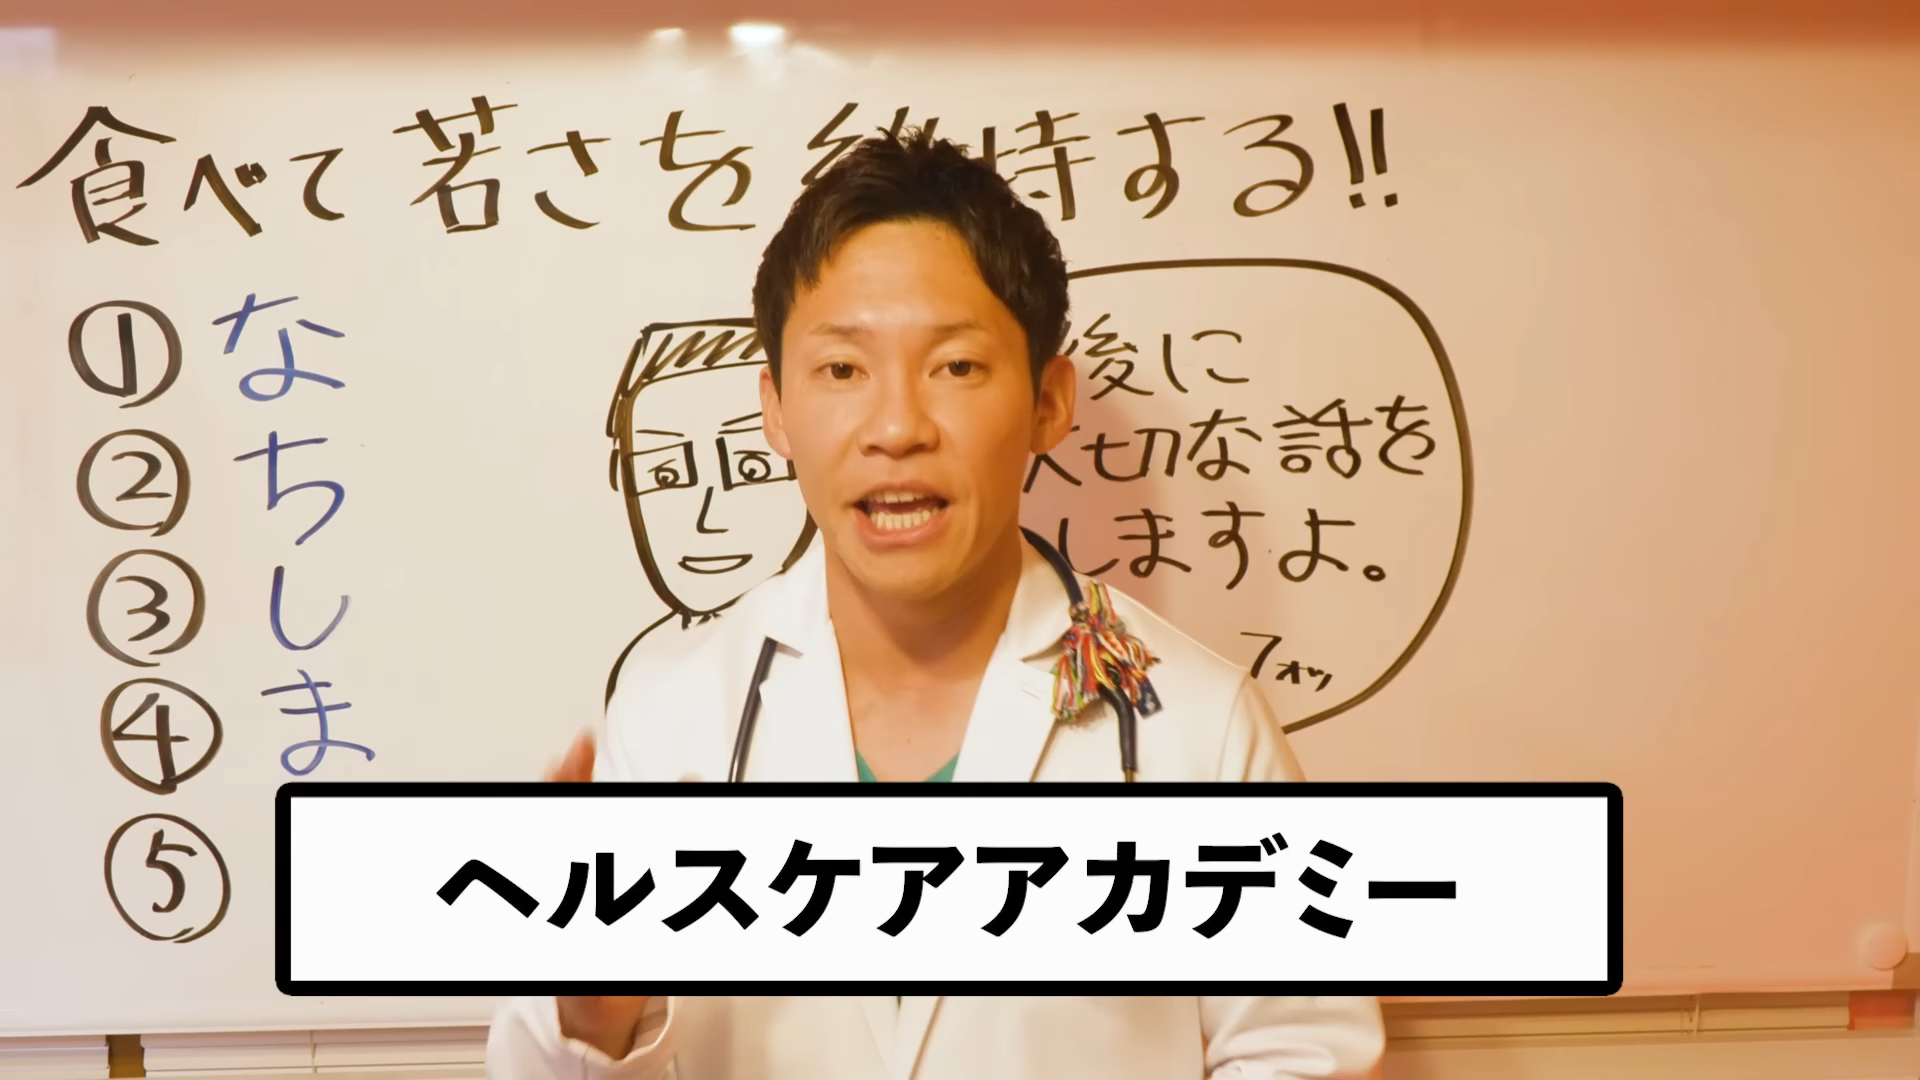 食べて若さを維持する!!
① な
② ち
③ し
④ ま
⑤
後に
大切な話を
しますよ。
フォッ
ヘルスケアアカデミー